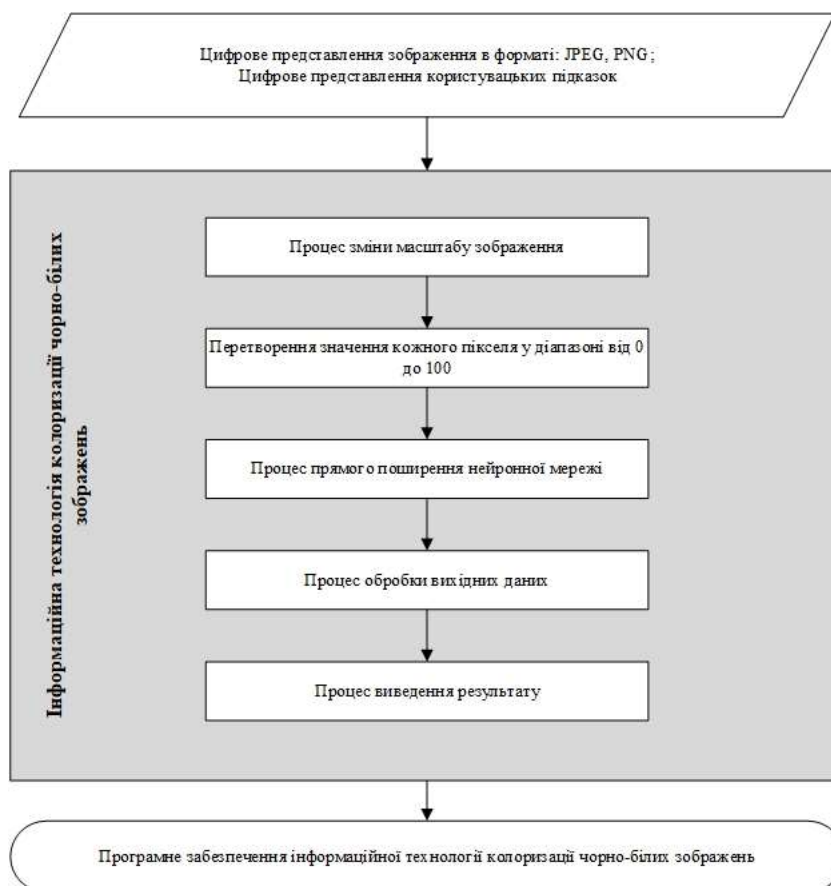 Цифрове представлення зображення в форматі: JPEG, PNG;
Цифрове представлення користувацьких підказок
Інформаційна технологія колоризації чорно-білих
зображень
Процес зміни масштабу зображення
Перетворення значення кожного пікселя у діапазоні від 0
до 100
Процес прямого поширення нейронної мережі
Процес обробки вихідних даних
Процес виведення результату
Програмне забезпечення інформаційної технології колоризації чорно-білих зображень